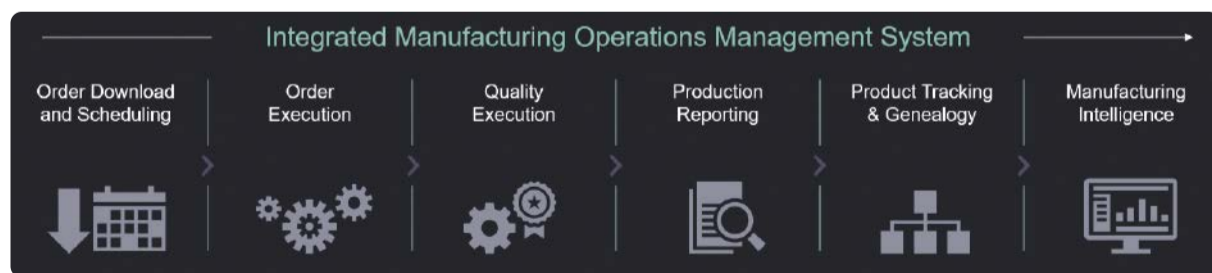 Integrated Manufacturing Operations Management System
Order Download
and Scheduling
Order
Execution
Quality
Execution
Production
Reporting
Product Tracking
& Genealogy
Manufacturing
Intelligence